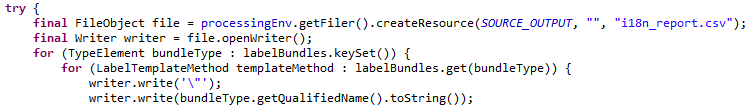 try {
final FileObject file = processingEnv.getFiler().createResource(SOURCE_OUTPUT, "", "i18n_report.csv");
final Writer writer = file.openWriter();
for (TypeElement bundleType : labelBundles.keySet()) {
for (LabelTemplateMethod templateMethod : labelBundles.get(bundleType)) {
writer.write('\"');
writer.write(bundleType.getQualifiedName().toString());